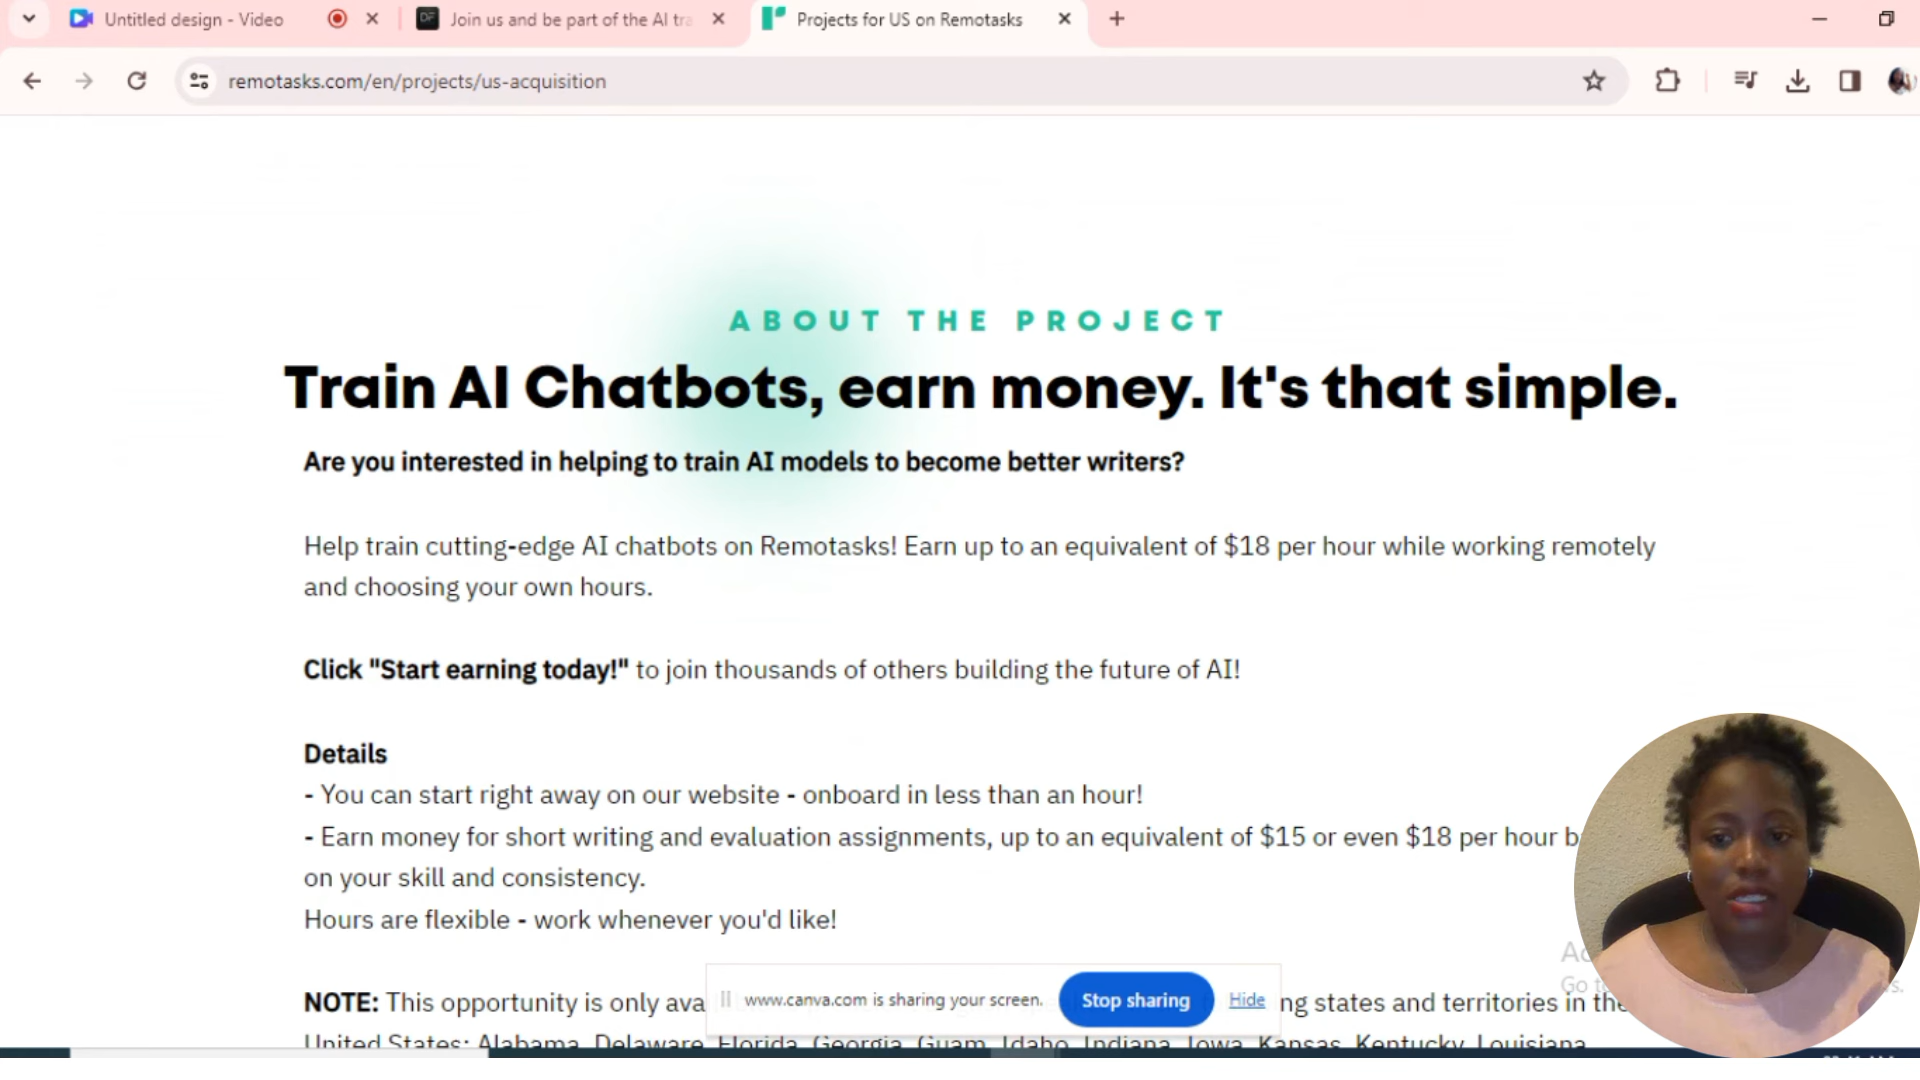 Untitled design - Video
Join us and be part of the AI tra
Projects for US on Remotasks
remotasks.com/en/projects/us-acquisition
ABOUT THE PROJECT
Train AI Chatbots, earn money. It's that simple.
Are you interested in helping to train AI models to become better writers?
Help train cutting-edge AI chatbots on Remotasks! Earn up to an equivalent of $18 per hour while working remotely
and choosing your own hours.
Click "Start earning today!" to join thousands of others building the future of AI!
Details
- You can start right away on our website - onboard in less than an hour!
- Earn money for short writing and evaluation assignments, up to an equivalent of $15 or even $18 per hour b
on your skill and consistency.
Hours are flexible - work whenever you'd like!
www.canva.com is sharing your screen. Stop sharing Hide
NOTE: This opportunity is only ava ng states and territories in the
United States: Alabama, Delaware, Florida, Georgia, Guam, Idaho, Indiana, Iowa, Kansas, Kentucky, Louisiana,